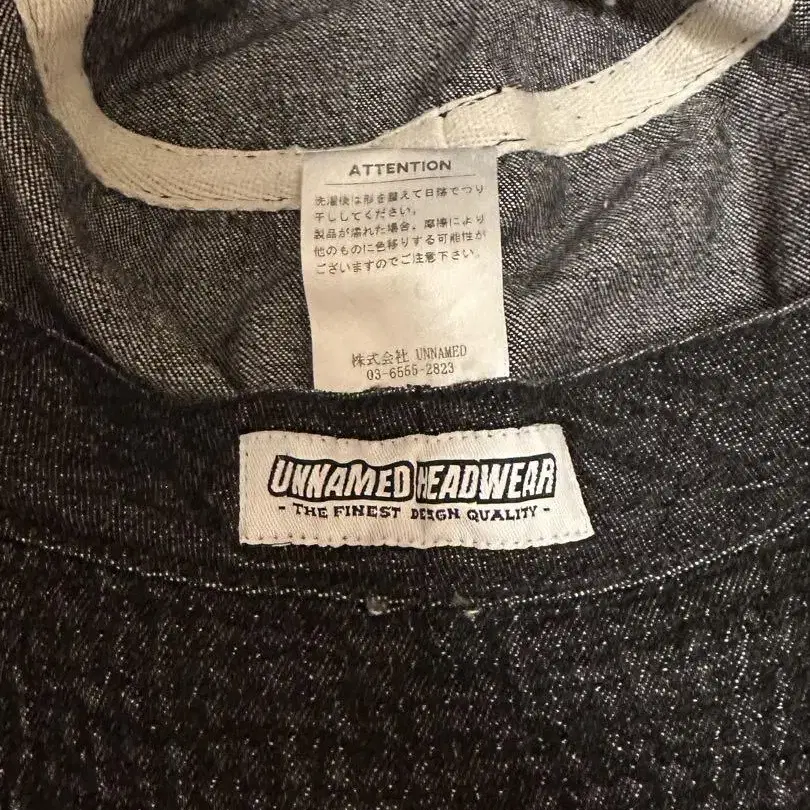 ATTENTION
洗濯後は形を整えて日陰でつり
干ししてください。
製品が濡れた場合、摩擦により
他のものに色移りする可能性が
ございますのでご注意下さい。
株式会社 UNNAMED
03-6555-2823
UNNAMED HEADWEAR
- THE FINEST DESIGN QUALITY -